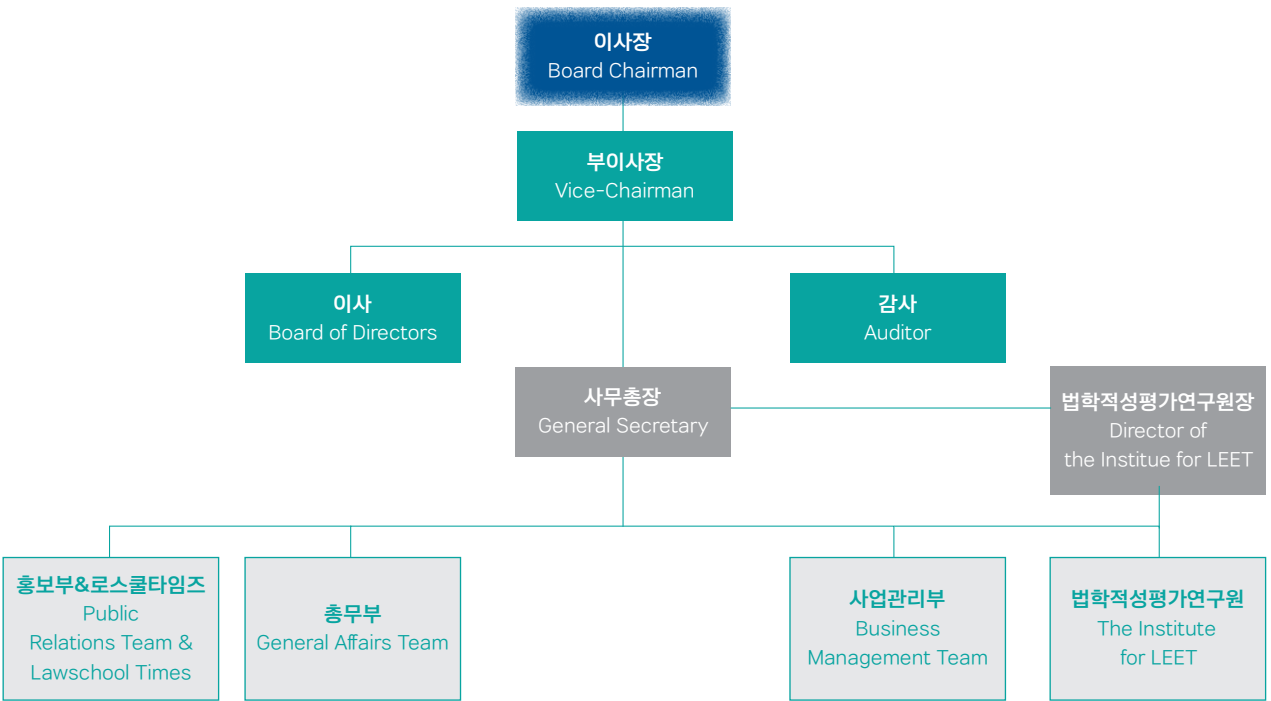 이사장
Board Chairman
부이사장
Vice-Chairman
이사
Board of Directors
감사
Auditor
사무총장
General Secretary
법학적성평가연구원장
Director of
the Institue for LEET
홍보부&로스쿨타임즈
Public
Relations Team &
Lawschool Times
총무부
General Affairs Team
사업관리부
Business
Management Team
법학적성평가연구원
The Institute
for LEET